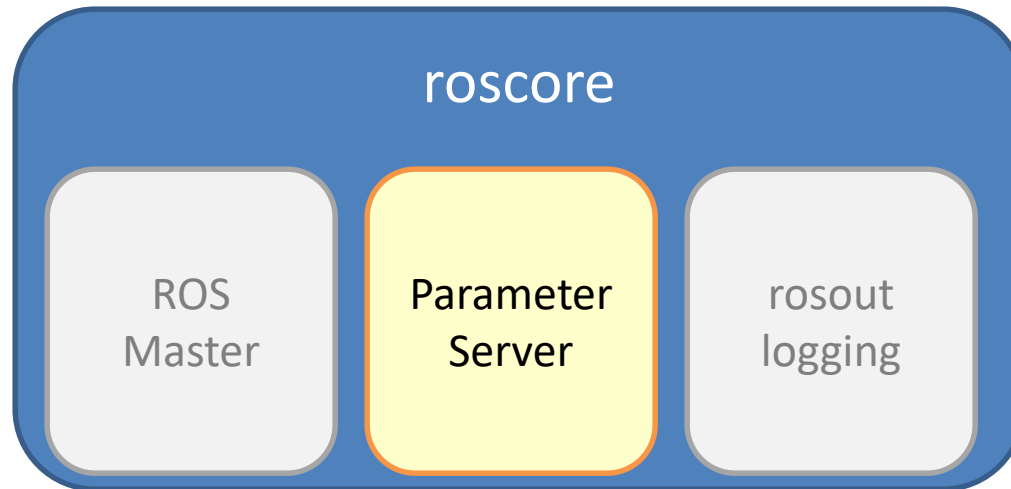 roscore
ROS
Master
Parameter
Server
rosout
logging